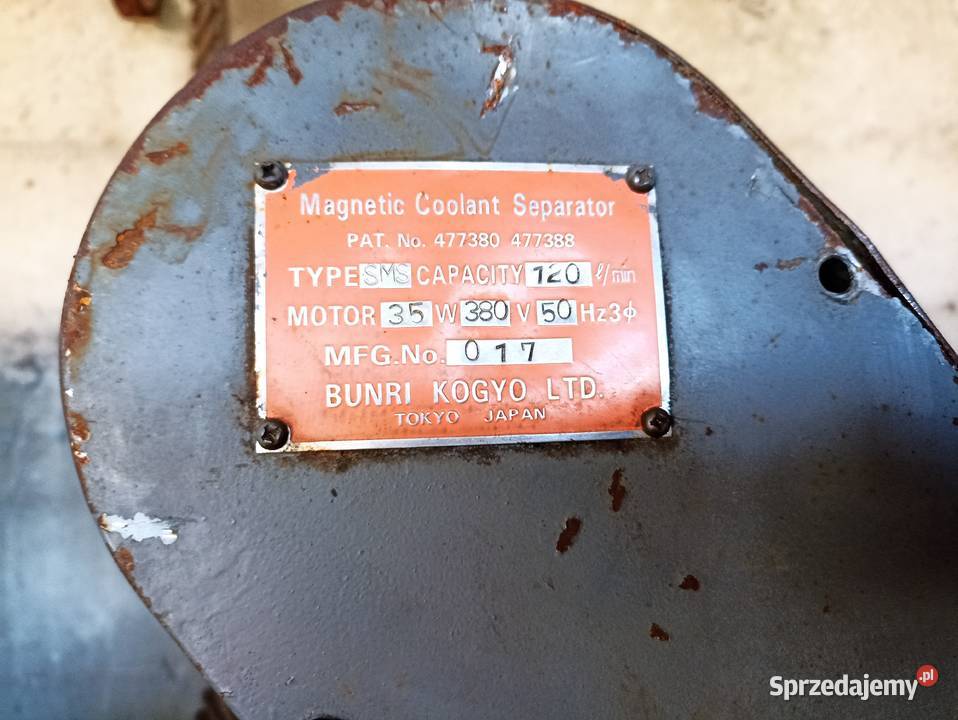 Magnetic Coolant Separator
PAT. No. 477380 477388
TYPE SMS CAPACITY 120 ℓ/min
MOTOR 35 W 380 V 50 Hz3ϕ
MFG.No. 017
BUNRI KOGYO LTD.
TOKYO JAPAN
Sprzedajemy.pl